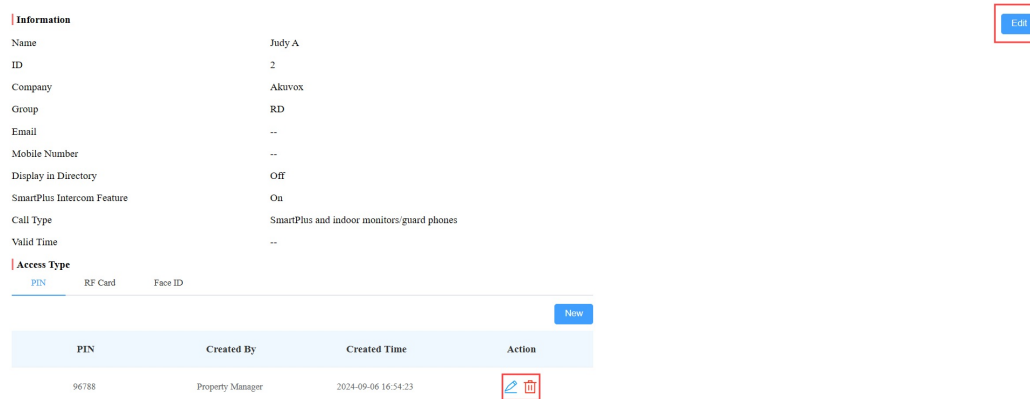 Information
Edit
Name Judy A
ID 2
Company Akuvox
Group RD
Email --
Mobile Number --
Display in Directory Off
SmartPlus Intercom Feature On
Call Type SmartPlus and indoor monitors/guard phones
Valid Time --
Access Type
PIN RF Card Face ID
New
PIN Created By Created Time Action
96788 Property Manager 2024-09-06 16:54:23